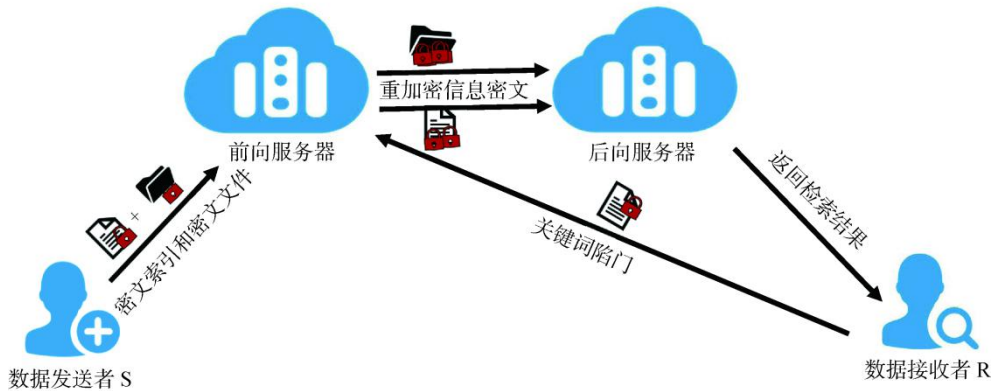 重加密信息密文
前向服务器
后向服务器
+
密文索引和密文文件
关键词陷门
返回检索结果
数据发送者 S
数据接收者 R